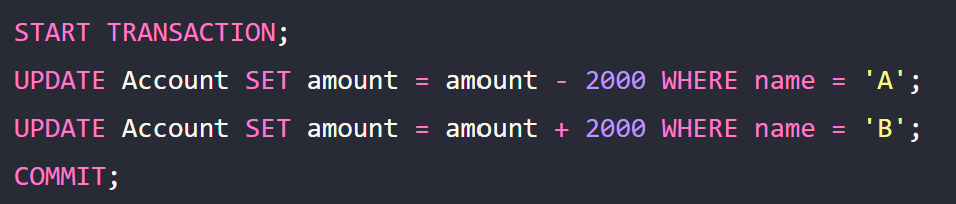 START TRANSACTION;
UPDATE Account SET amount = amount - 2000 WHERE name = 'A';
UPDATE Account SET amount = amount + 2000 WHERE name = 'B';
COMMIT;